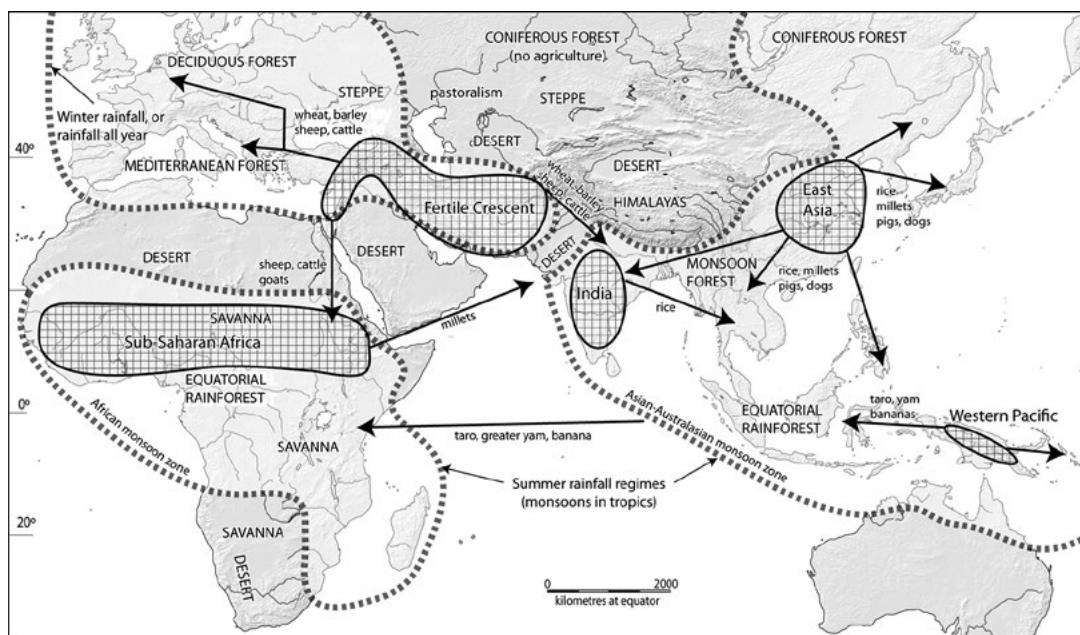 CONIFEROUS FOREST
(no agriculture)
CONIFEROUS FOREST
DECIDUOUS FOREST
STEPPE
pastoralism
STEPPE
Winter rainfall, or
rainfall all year
wheat, barley
sheep, cattle
40º
MEDITERRANEAN FOREST
DESERT
DESERT
wheat, barley
sheep, cattle
HIMALAYAS
East
Asia
rice
millets
pigs, dogs
Fertile Crescent
DESERT
DESERT
DESERT
MONSOON
FOREST
rice, millets
pigs, dogs
sheep, cattle
goats
India
rice
millets
SAVANNA
Sub-Saharan Africa
EQUATORIAL
RAINFOREST
0º
African monsoon zone
SAVANNA
taro, greater yam, banana
Asian-Australasian monsoon zone
EQUATORIAL
RAINFOREST
taro, yam
bananas
Western Pacific
Summer rainfall regimes
(monsoons in tropics)
20º
SAVANNA
DESERT
0
2000
kilometres at equator